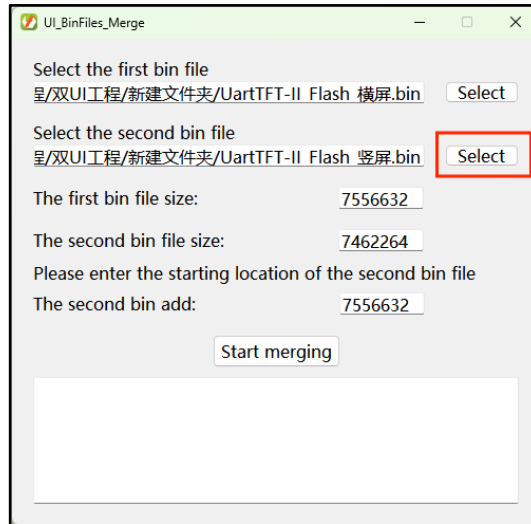 UI_BinFiles_Merge
Select the first bin file
程/双UI工程/新建文件夹/UartTFT-II_Flash_横屏.bin Select
Select the second bin file
程/双UI工程/新建文件夹/UartTFT-II_Flash_竖屏.bin Select
The first bin file size: 7556632
The second bin file size: 7462264
Please enter the starting location of the second bin file
The second bin add: 7556632
Start merging